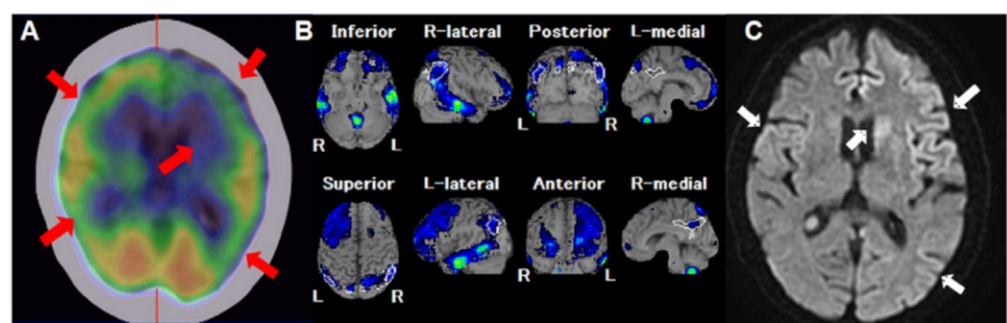 A
B
Inferior R-lateral Posterior L-medial
R L L R
Superior L-lateral Anterior R-medial
L R R L
C